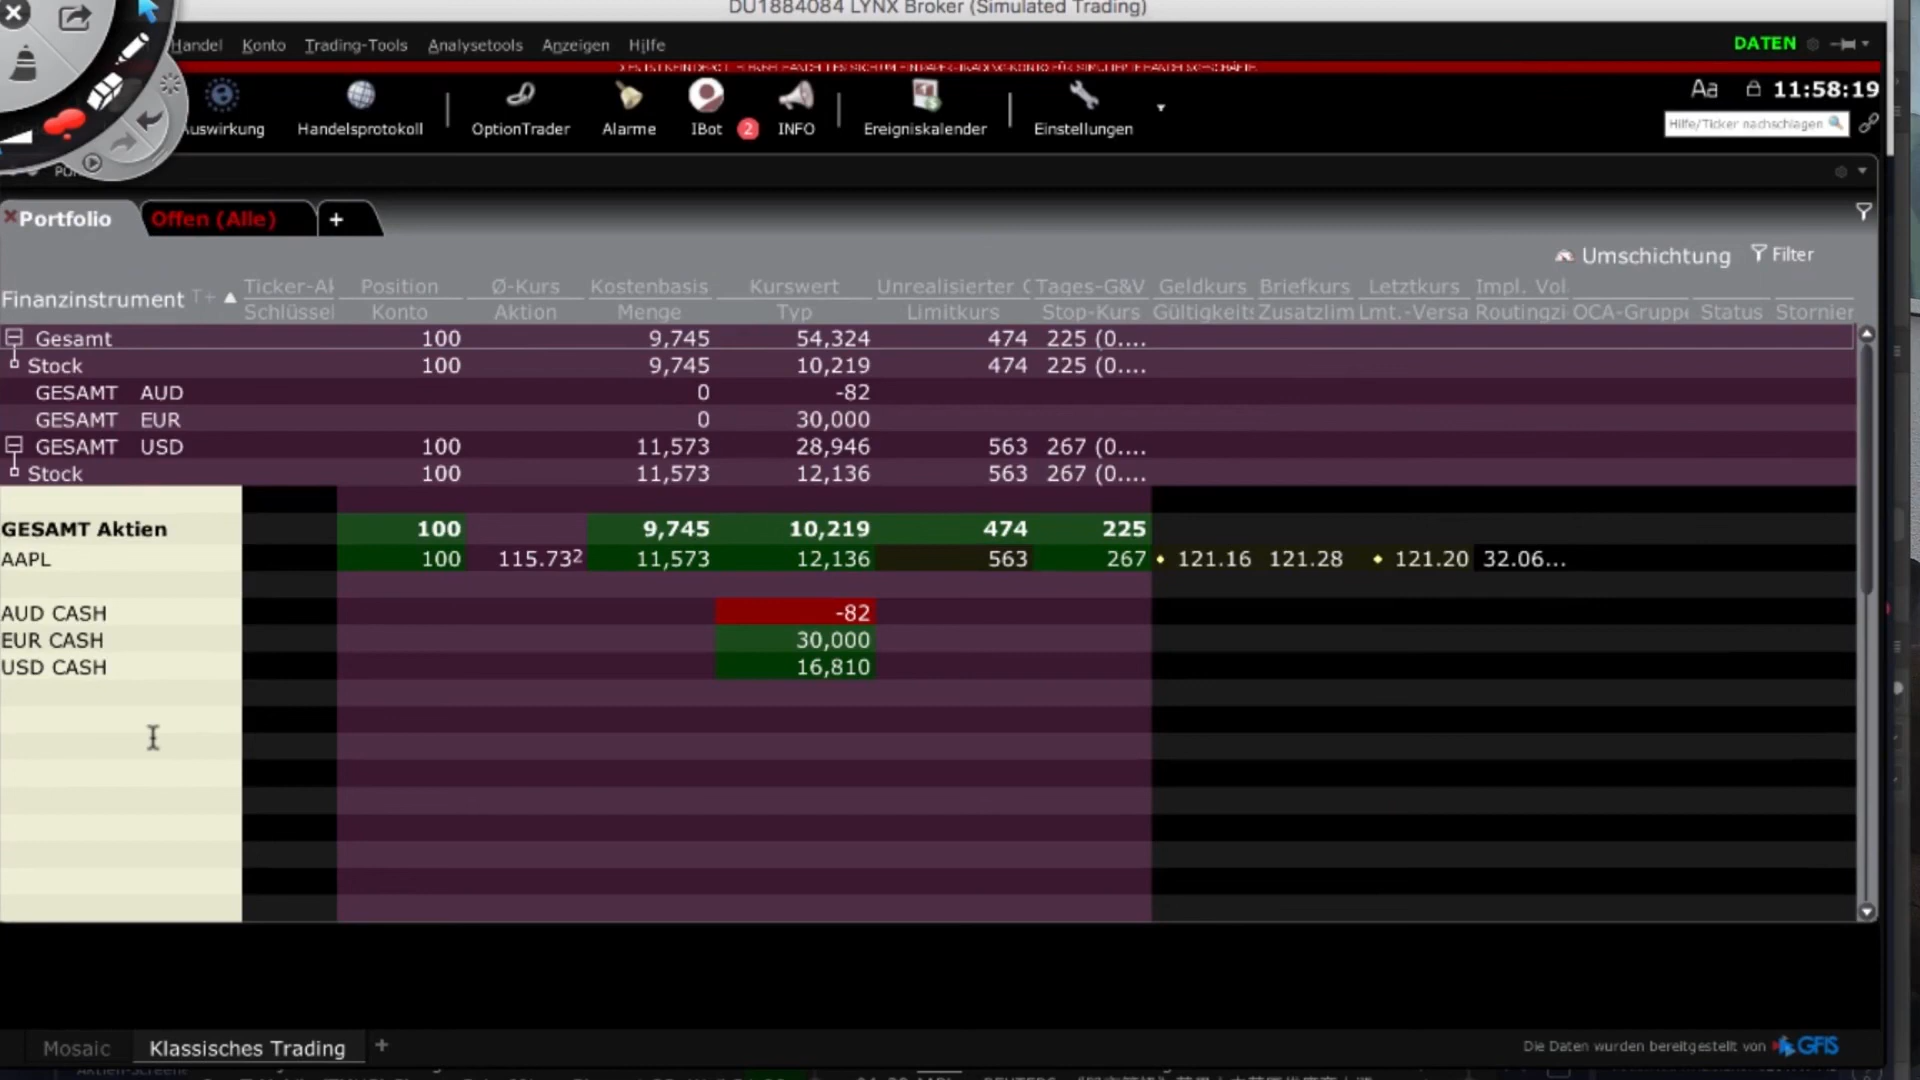 DU1884084 LYNX Broker (Simulated Trading)
Handel Konto Trading-Tools Analysetools Anzeigen Hilfe DATEN
Auswirkung Handelsprotokoll OptionTrader Alarme IBot 2 INFO Ereigniskalender Einstellungen Aa 11:58:19
Hilfe/Ticker nachschlagen
Portfolio Offen (Alle) +
Umschichtung Filter
Finanzinstrument T+
Ticker-Ak Position Ø-Kurs Kostenbasis Kurswert Unrealisierter G Tages-G&V Geldkurs Briefkurs Letztkurs Impl. Vol
Schlüssel Konto Aktion Menge Typ Limitkurs Stop-Kurs Gültigkeits Zusatzlim Lmt.-Versa Routingzi OCA-Gruppe Status Stornier
Gesamt 100 9,745 54,324 474 225 (0....
Stock 100 9,745 10,219 474 225 (0....
GESAMT AUD 0 -82
GESAMT EUR 0 30,000
GESAMT USD 100 11,573 28,946 563 267 (0....
Stock 100 11,573 12,136 563 267 (0....
GESAMT Aktien 100 9,745 10,219 474 225
AAPL 100 115.73² 11,573 12,136 563 267 121.16 121.28 121.20 32.06...
AUD CASH -82
EUR CASH 30,000
USD CASH 16,810
Mosaic Klassisches Trading +
Die Daten wurden bereitgestellt von GFIS